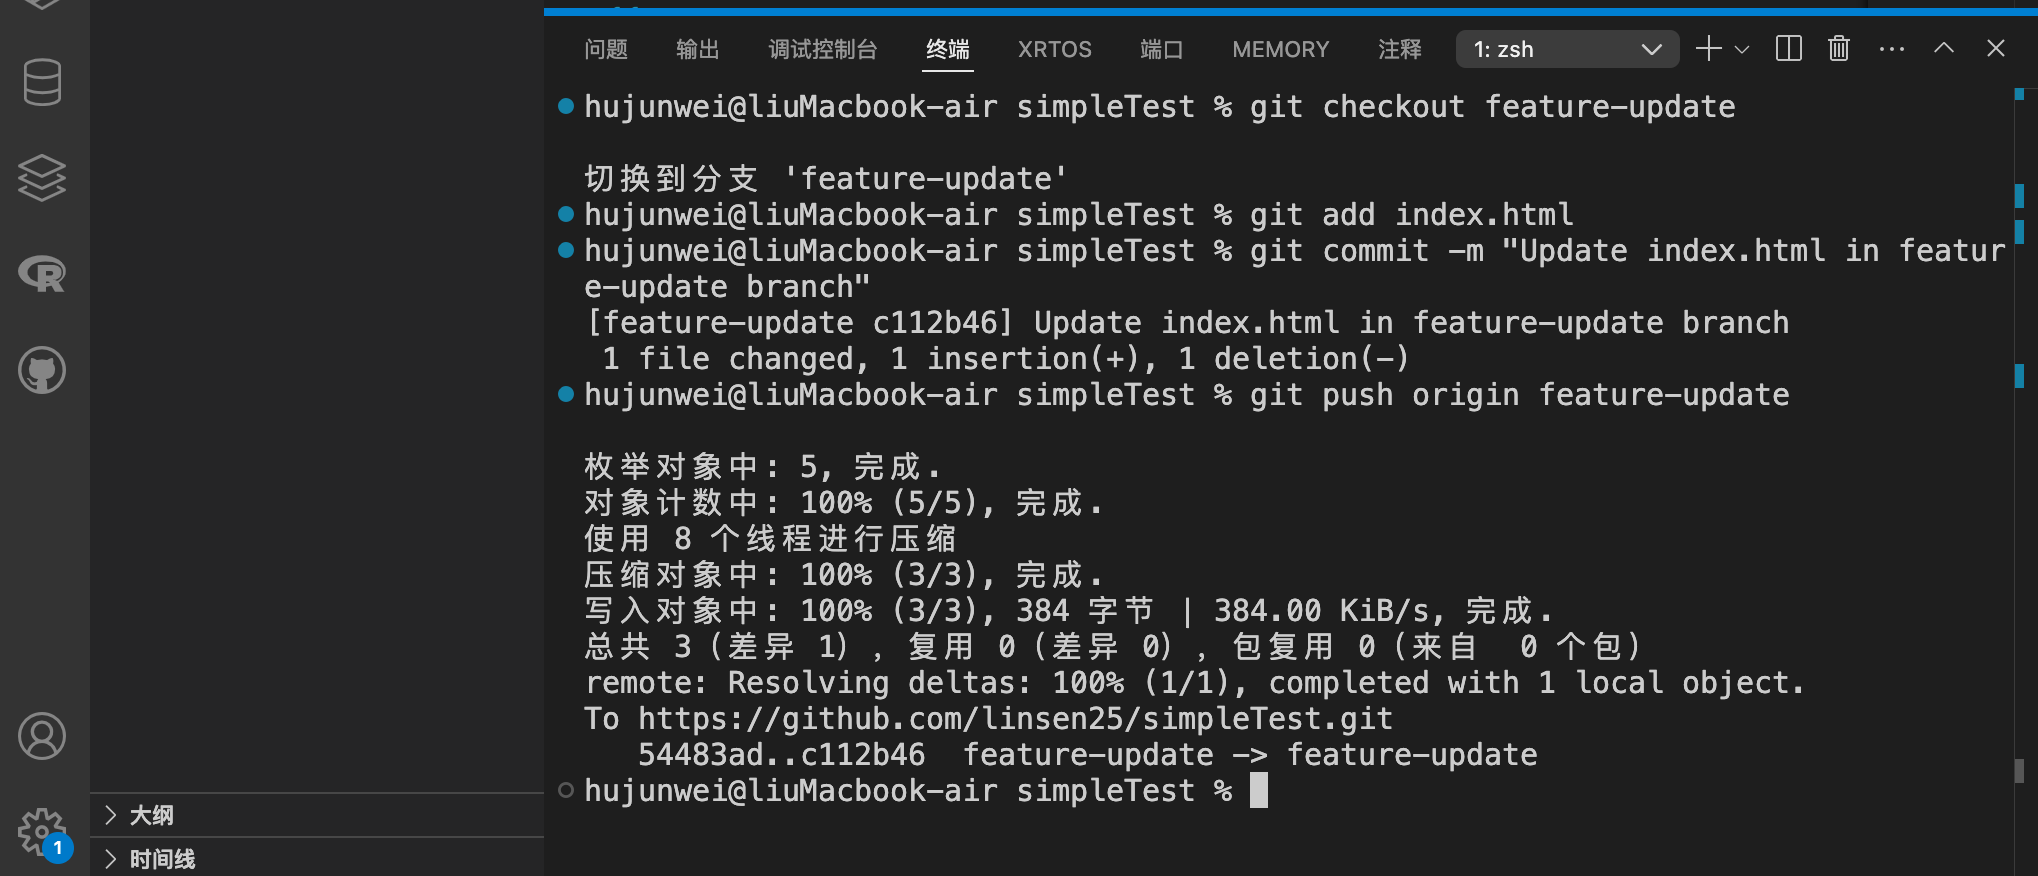 问题 输出 调试控制台 终端 XRTOS 端口 MEMORY 注释 1: zsh
hujunwei@liuMacbook-air simpleTest % git checkout feature-update
切换到分支 'feature-update'
hujunwei@liuMacbook-air simpleTest % git add index.html
hujunwei@liuMacbook-air simpleTest % git commit -m "Update index.html in featur
e-update branch"
[feature-update c112b46] Update index.html in feature-update branch
1 file changed, 1 insertion(+), 1 deletion(-)
hujunwei@liuMacbook-air simpleTest % git push origin feature-update
枚举对象中: 5, 完成.
对象计数中: 100% (5/5), 完成.
使用 8 个线程进行压缩
压缩对象中: 100% (3/3), 完成.
写入对象中: 100% (3/3), 384 字节 | 384.00 KiB/s, 完成.
总共 3（差异 1），复用 0（差异 0），包复用 0（来自  0 个包）
remote: Resolving deltas: 100% (1/1), completed with 1 local object.
To https://github.com/linsen25/simpleTest.git
54483ad..c112b46  feature-update -> feature-update
hujunwei@liuMacbook-air simpleTest %
大纲
时间线
1